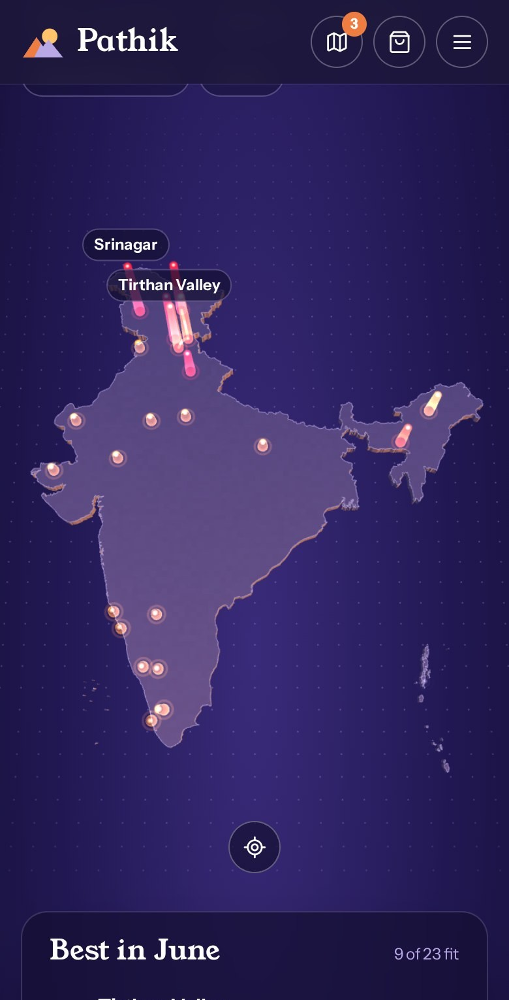 Pathik
3
Srinagar
Tirthan Valley
Best in June
9 of 23 fit